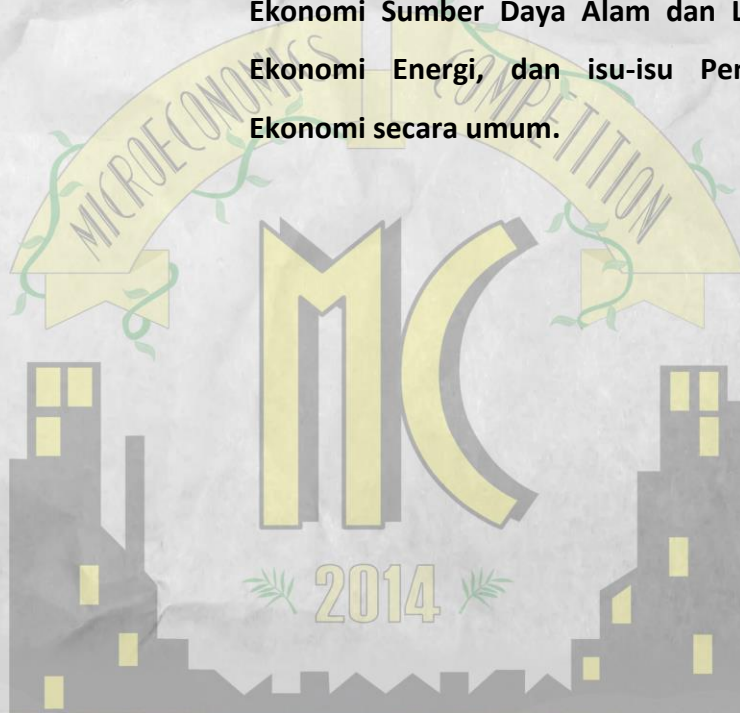 Ekonomi Sumber Daya Alam dan L
Ekonomi Energi, dan isu-isu Per
Ekonomi secara umum.
MICROECONOMICS COMPETITION
MC
2014